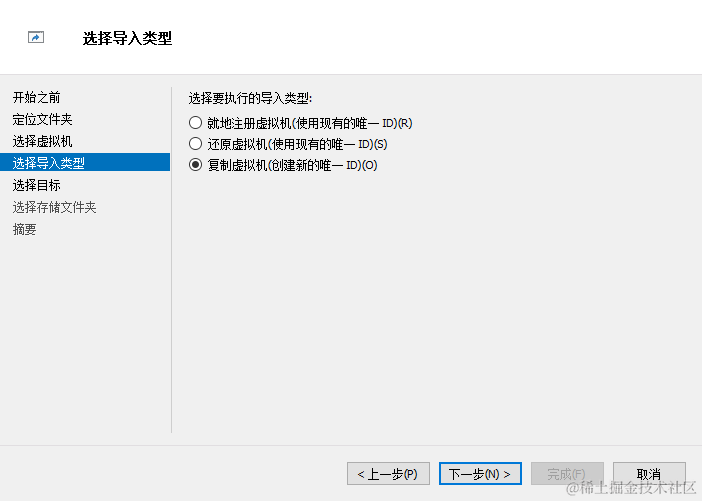 选择导入类型
开始之前
定位文件夹
选择虚拟机
选择导入类型
选择目标
选择存储文件夹
摘要
选择要执行的导入类型:
就地注册虚拟机(使用现有的唯一 ID)(R)
还原虚拟机(使用现有的唯一 ID)(S)
复制虚拟机(创建新的唯一 ID)(O)
< 上一步(P)
下一步(N) >
完成(F)
取消
@稀土掘金技术社区